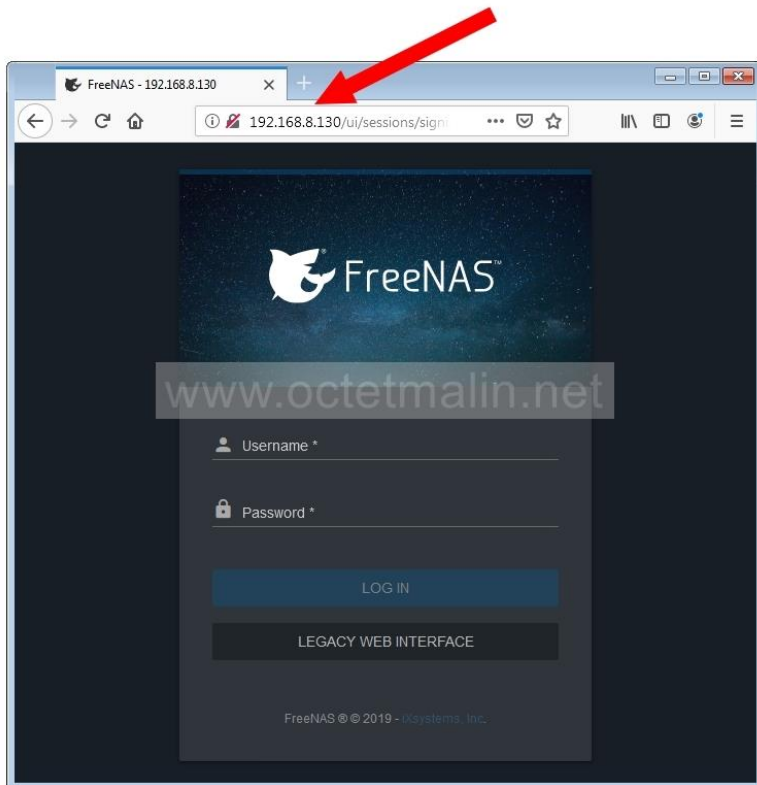 FreeNAS - 192.168.8.130
192.168.8.130/ui/sessions/sign
FreeNAS™
www.octetmalin.net
Username *
Password *
LOG IN
LEGACY WEB INTERFACE
FreeNAS ® © 2019 - iXsystems, Inc.